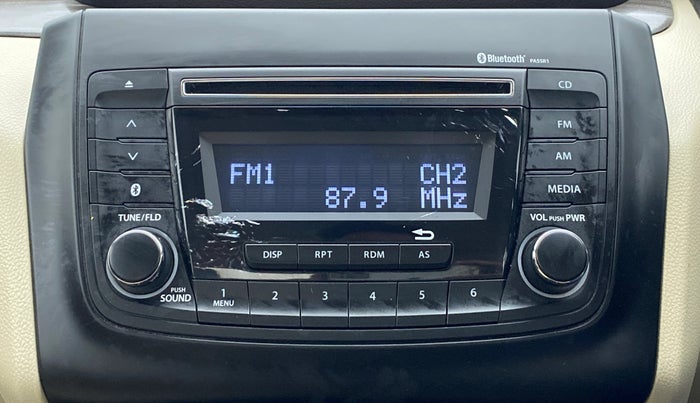 Bluetooth® PA5SR1
CD
FM
AM
MEDIA
FM1 CH2
87.9 MHz
TUNE/FLD
VOL PUSH PWR
DISP RPT RDM AS
PUSH
SOUND
1 2 3 4 5 6
MENU